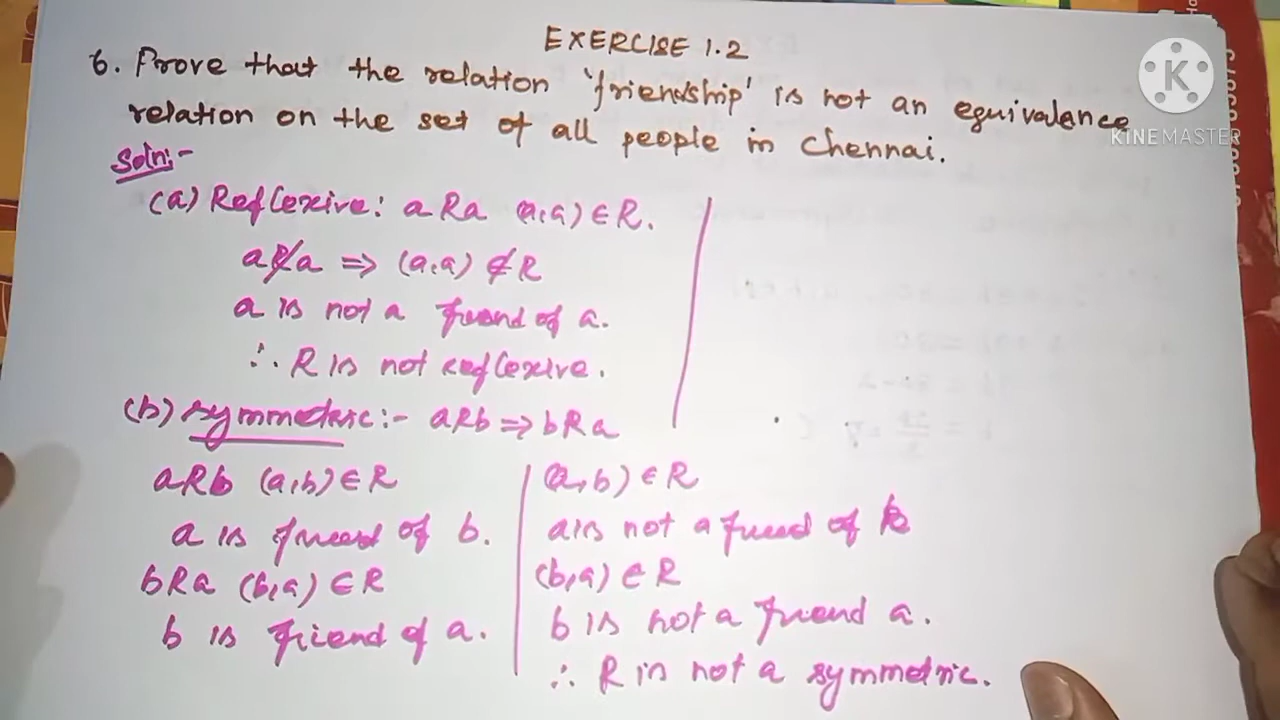 EXERCISE 1.2
6. Prove that the relation 'friendship' is not an equivalence
relation on the set of all people in Chennai.
Soln:-
(a) Reflexive: aRa (a,a) ∈ R.
aR̸a ⇒ (a,a) ∉ R
a is not a friend of a.
∴ R is not reflexive.
(b) symmetric:- aRb ⇒ bRa
aRb (a,b) ∈ R
a is friend of b.
bRa (b,a) ∈ R
b is friend of a.
(a,b) ∈ R
a is not a friend of b
(b,a) ∈ R
b is not a friend a.
∴ R in not a symmetric.
K
KINEMASTER